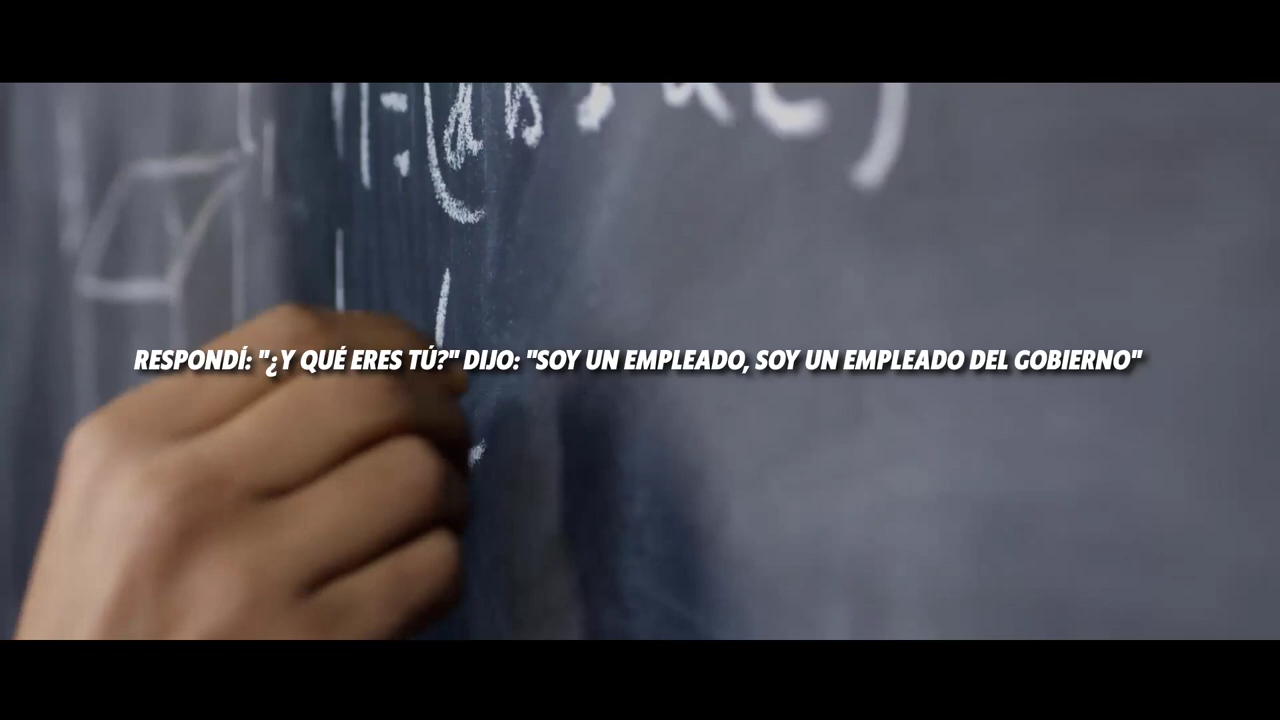 RESPONDÍ: "¿Y QUÉ ERES TÚ?" DIJO: "SOY UN EMPLEADO, SOY UN EMPLEADO DEL GOBIERNO"